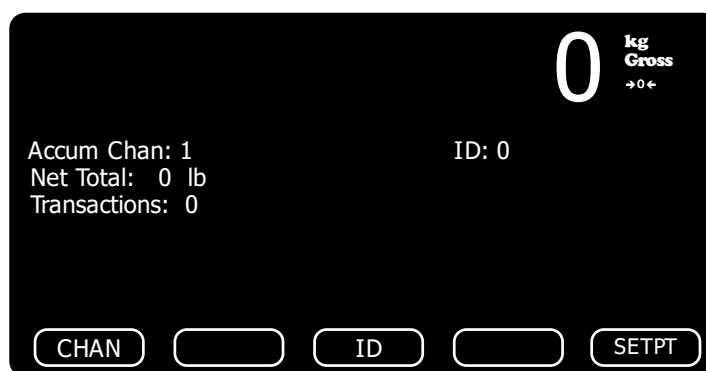 0 kg
Gross
→0←
Accum Chan: 1 ID: 0
Net Total: 0 lb
Transactions: 0
CHAN ID SETPT